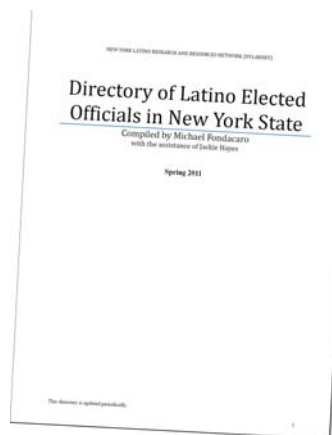 NEW YORK LATINO RESEARCH AND RESOURCES NETWORK (NYLARNET)
Directory of Latino Elected
Officials in New York State
Compiled by Michael Fondacaro
with the assistance of Jackie Hayes
Spring 2011
This directory is updated periodically.
1